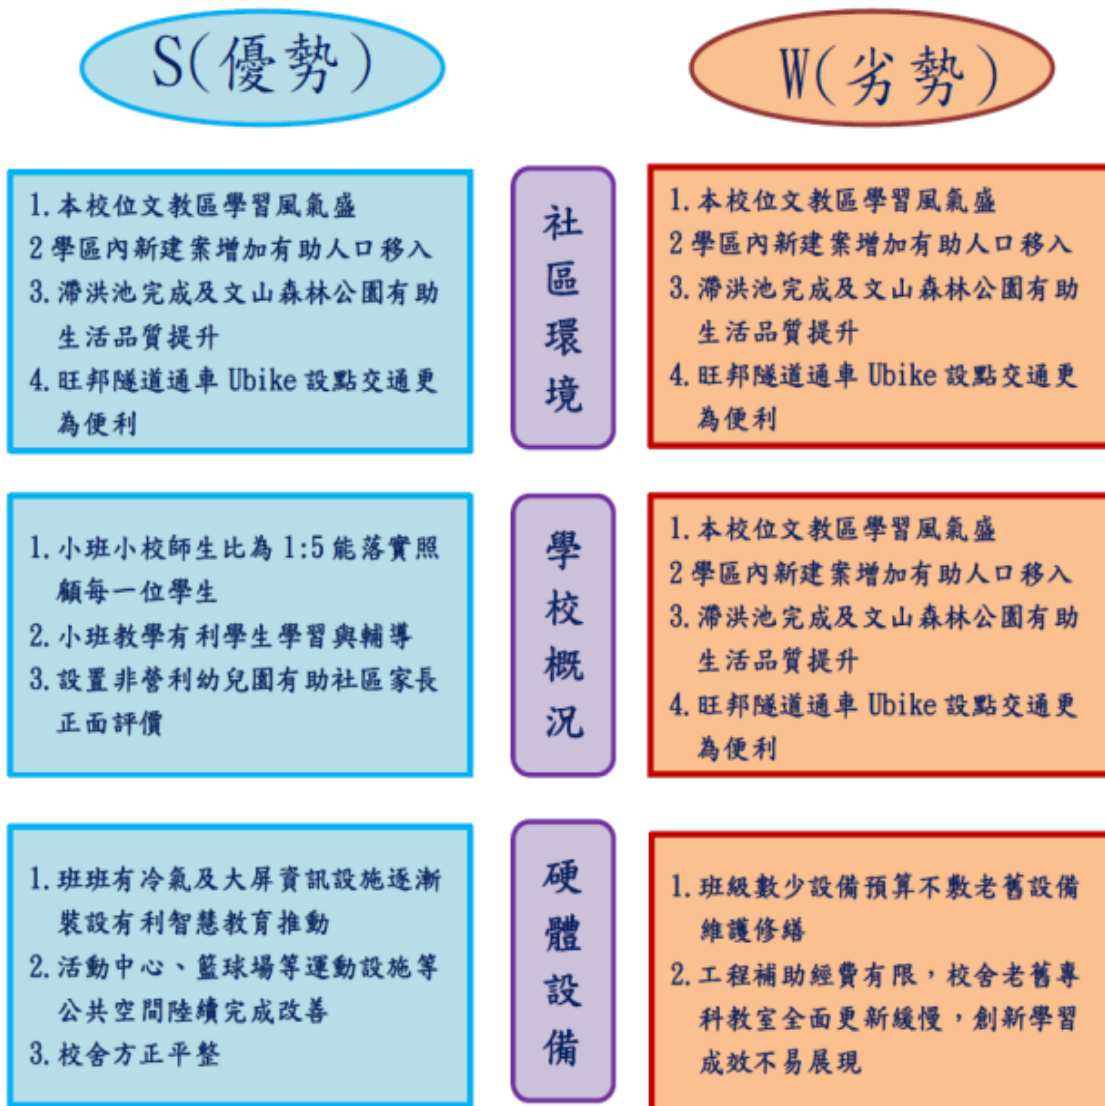 S(優勢)
W(劣勢)
1.本校位文教區學習風氣盛
2 學區內新建案增加有助人口移入
3.滯洪池完成及文山森林公園有助
生活品質提升
4.旺邦隧道通車 Ubike 設點交通更
為便利
社區環境
1.本校位文教區學習風氣盛
2 學區內新建案增加有助人口移入
3.滯洪池完成及文山森林公園有助
生活品質提升
4.旺邦隧道通車 Ubike 設點交通更
為便利
1.小班小校師生比為 1:5 能落實照
顧每一位學生
2.小班教學有利學生學習與輔導
3.設置非營利幼兒園有助社區家長
正面評價
學校概況
1.本校位文教區學習風氣盛
2 學區內新建案增加有助人口移入
3.滯洪池完成及文山森林公園有助
生活品質提升
4.旺邦隧道通車 Ubike 設點交通更
為便利
1.班班有冷氣及大屏資訊設施逐漸
裝設有利智慧教育推動
2.活動中心、籃球場等運動設施等
公共空間陸續完成改善
3.校舍方正平整
硬體設備
1.班級數少設備預算不敷老舊設備
維護修繕
2.工程補助經費有限，校舍老舊專
科教室全面更新緩慢，創新學習
成效不易展現